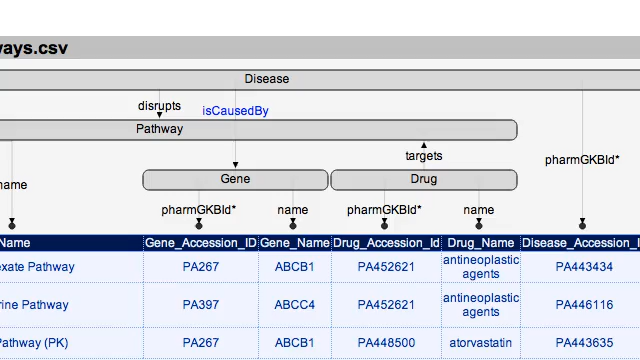 ways.csv
Disease
disrupts
isCausedBy
Pathway
targets
pharmGKBId*
name
Gene
Drug
pharmGKBId*
name
pharmGKBId*
name
Name Gene_Accession_ID Gene_Name Drug_Accession_Id Drug_Name Disease_Accession_I
exate Pathway PA267 ABCB1 PA452621 antineoplastic agents PA443434
rine Pathway PA397 ABCC4 PA452621 antineoplastic agents PA446116
Pathway (PK) PA267 ABCB1 PA448500 atorvastatin PA443635